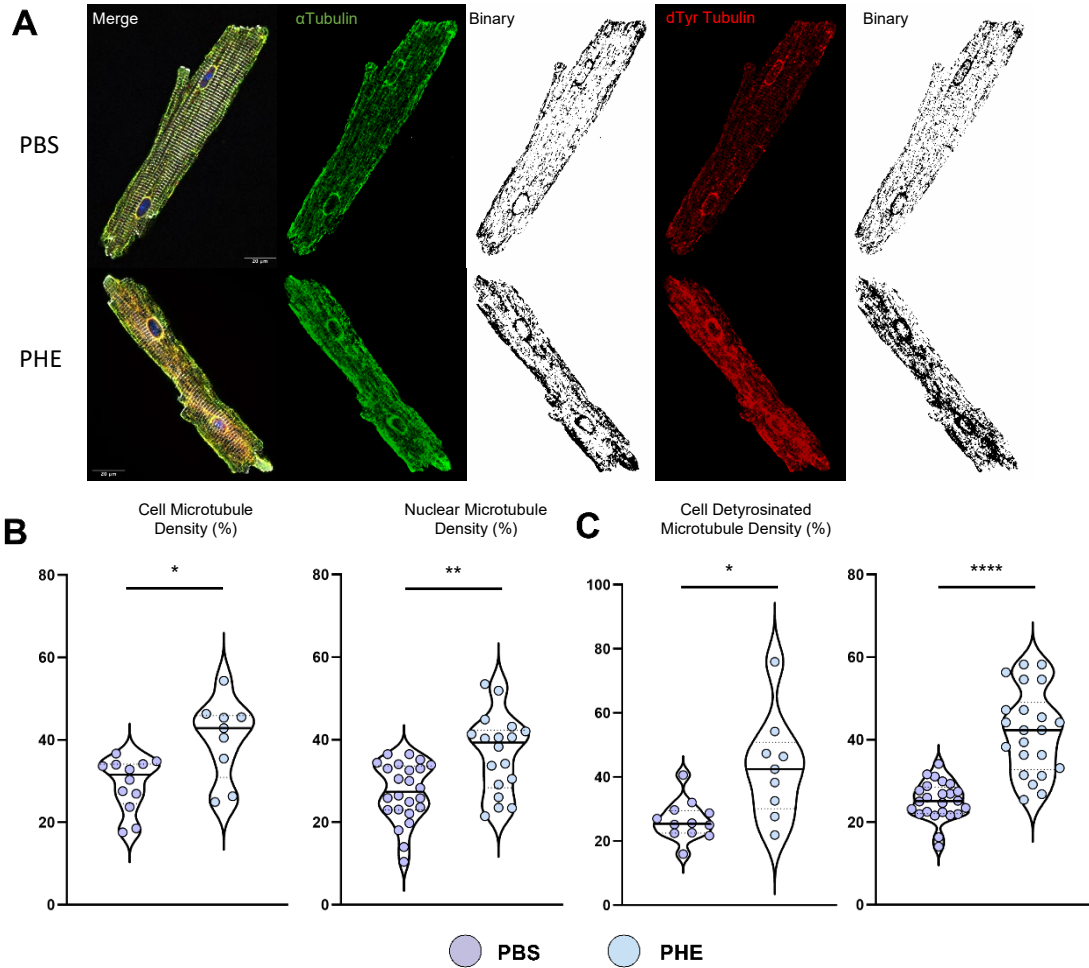 A
Merge
αTubulin
Binary
dTyr Tubulin
Binary
PBS
20 µm
PHE
20 µm
B
Cell Microtubule
Density (%)
Nuclear Microtubule
Density (%)
C
Cell Detyrosinated
Microtubule Density (%)
80
60
40
20
0
*
80
60
40
20
0
**
100
80
60
40
20
0
*
80
60
40
20
0
****
PBS
PHE